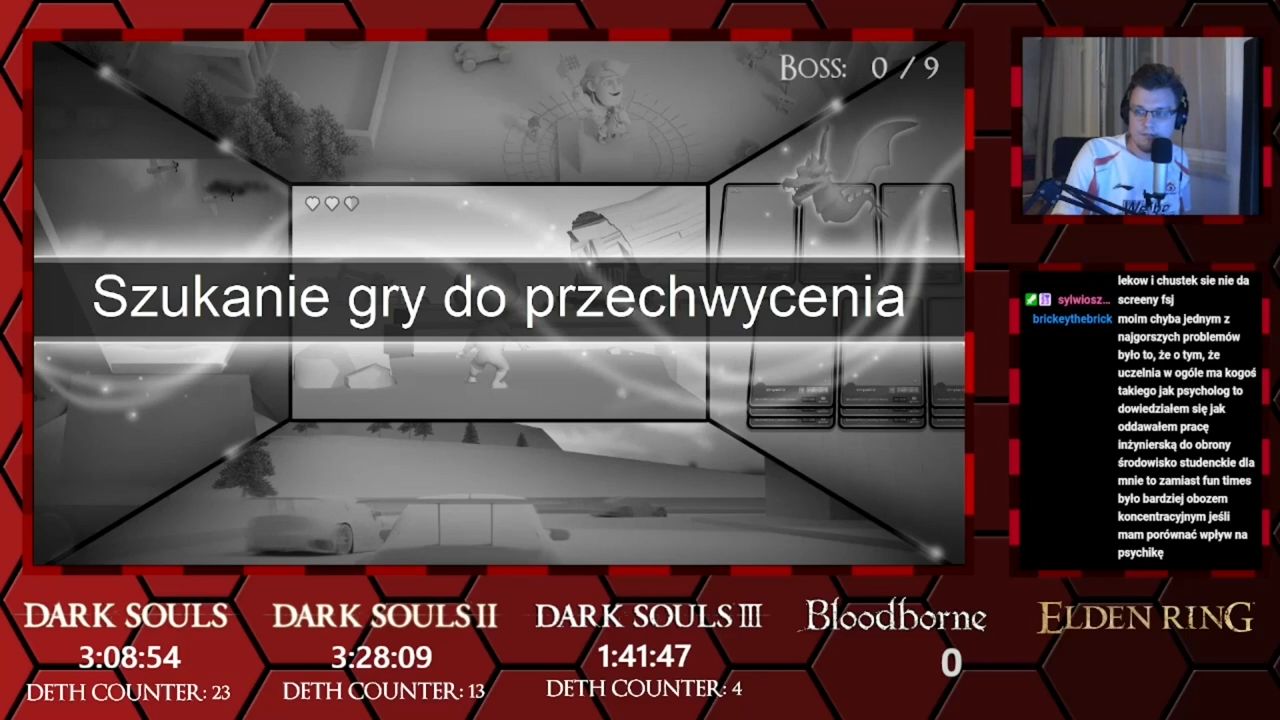 Boss: 0 / 9
Szukanie gry do przechwycenia
lekow i chustek sie nie da
sylwiosz... screeny fsj
brickeythebrick moim chyba jednym z
najgorszych problemów
było to, że o tym, że
uczelnia w ogóle ma kogoś
takiego jak psycholog to
dowiedziałem się jak
oddawałem pracę
inżynierską do obrony
środowisko studenckie dla
mnie to zamiast fun times
było bardziej obozem
koncentracyjnym jeśli
mam porównać wpływ na
psychikę
DARK SOULS DARK SOULS II DARK SOULS III Bloodborne ELDEN RING
3:08:54 3:28:09 1:41:47 0
DETH COUNTER: 23 DETH COUNTER: 13 DETH COUNTER: 4